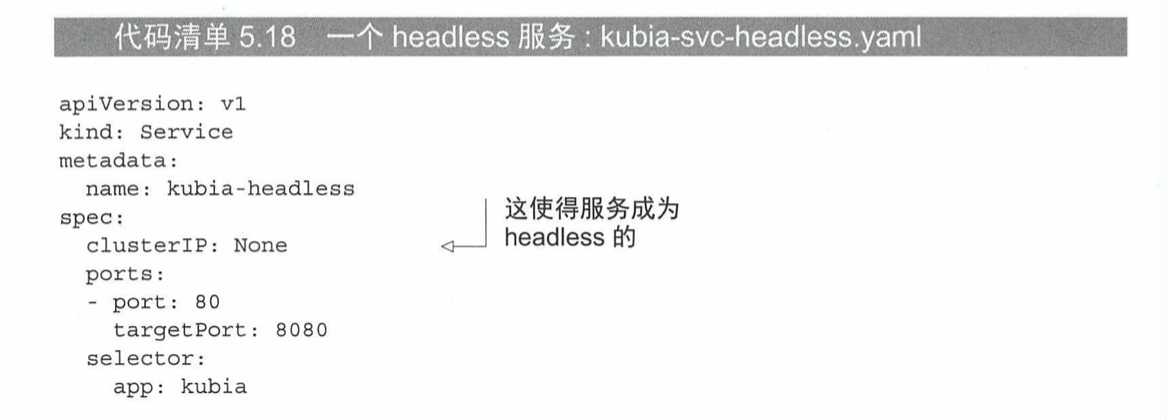 代码清单 5.18 一个 headless 服务 : kubia-svc-headless.yaml
apiVersion: v1
kind: Service
metadata:
  name: kubia-headless
spec:
  clusterIP: None
这使得服务成为
headless 的
  ports:
  - port: 80
    targetPort: 8080
  selector:
    app: kubia